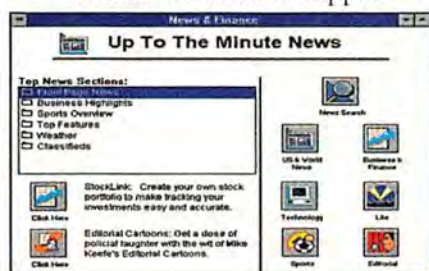 News & Finance
Up To The Minute News
Top News Sections:
Front Page News
Business Highlights
Sports Overview
Top Features
Weather
Classifieds
News Search
US & World
News
Business &
Finance
StockLink: Create your own stock
portfolio to make tracking your
investments easy and accurate.
Click Here
Technology
Life
Editorial Cartoons: Get a dose of
policial laughter with the wit of Mike
Keefe's Editorial Cartoons.
Click Here
Sports
Editorial